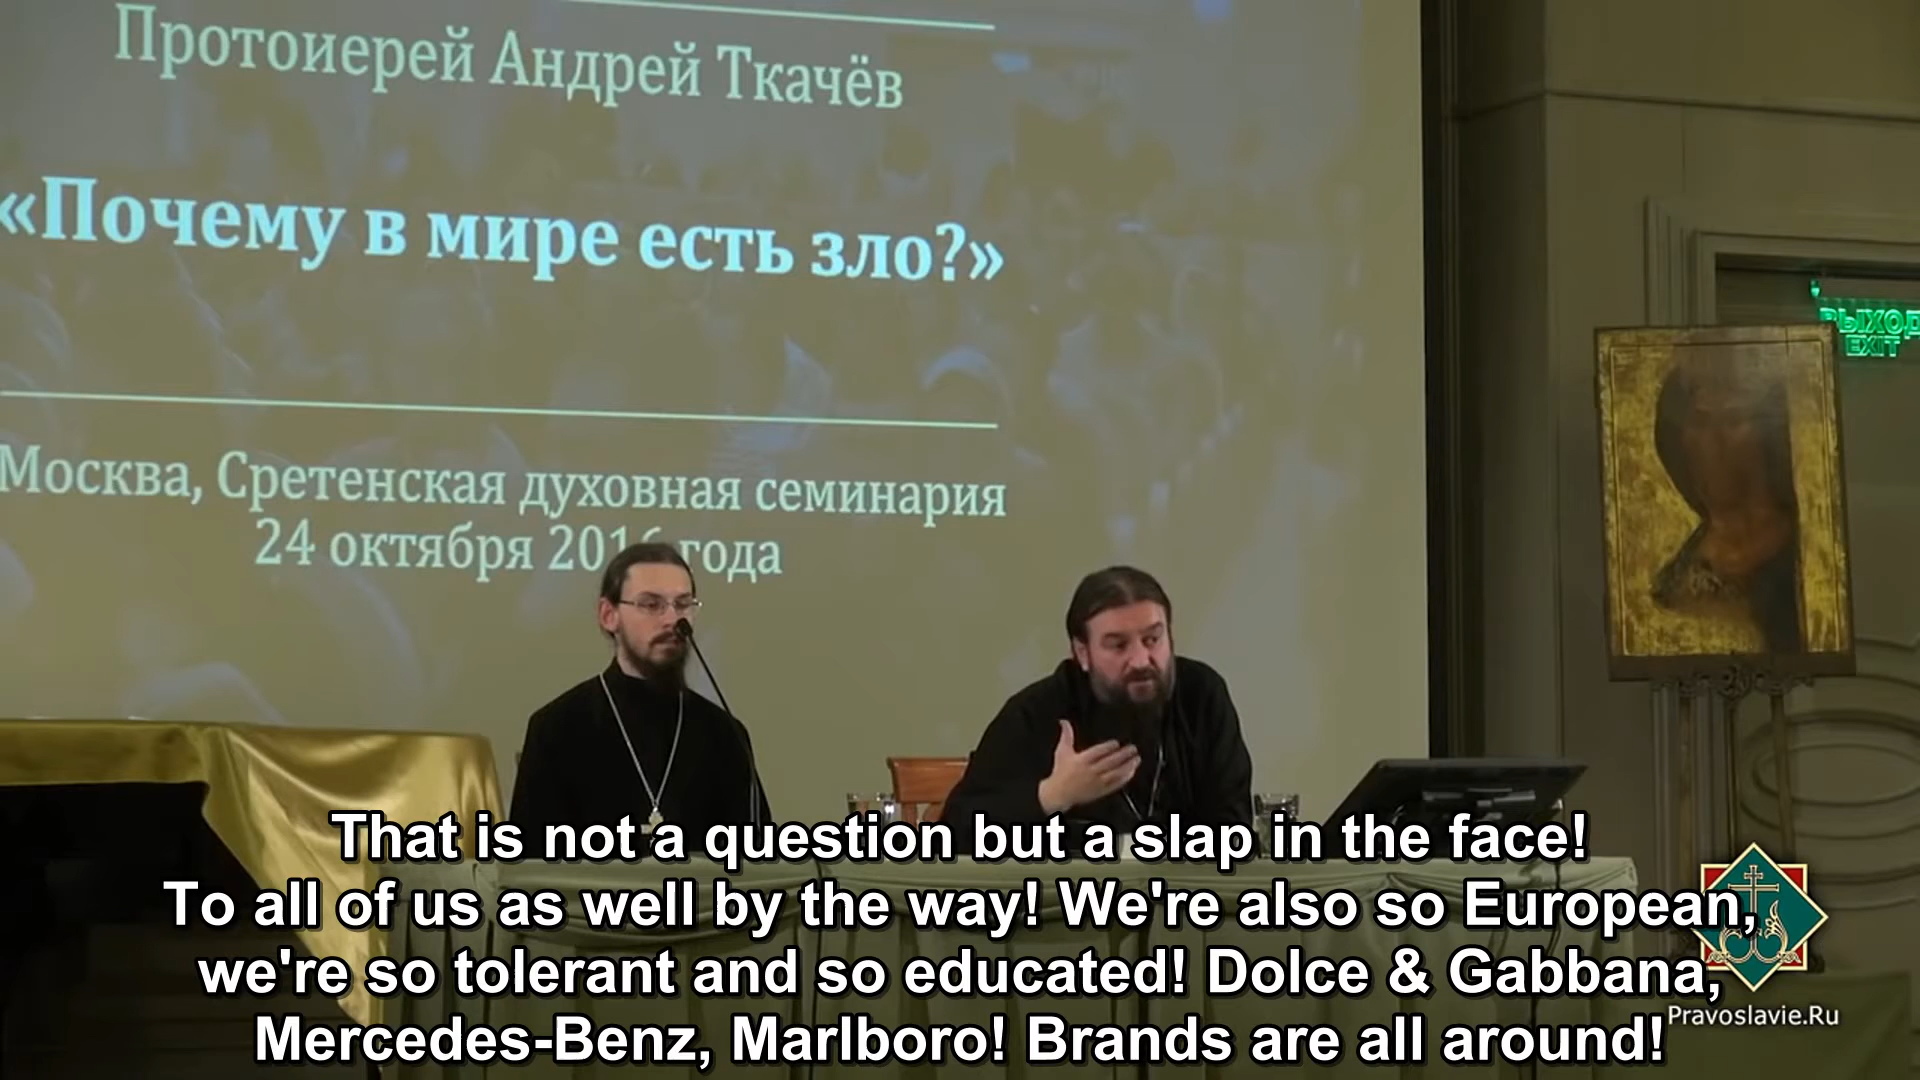 Протоиерей Андрей Ткачёв
«Почему в мире есть зло?»
Москва, Сретенская духовная семинария
24 октября 2016 года
ВЫХОД
EXIT
That is not a question but a slap in the face!
To all of us as well by the way! We're also so European,
we're so tolerant and so educated! Dolce & Gabbana,
Mercedes-Benz, Marlboro! Brands are all around!
Pravoslavie.Ru